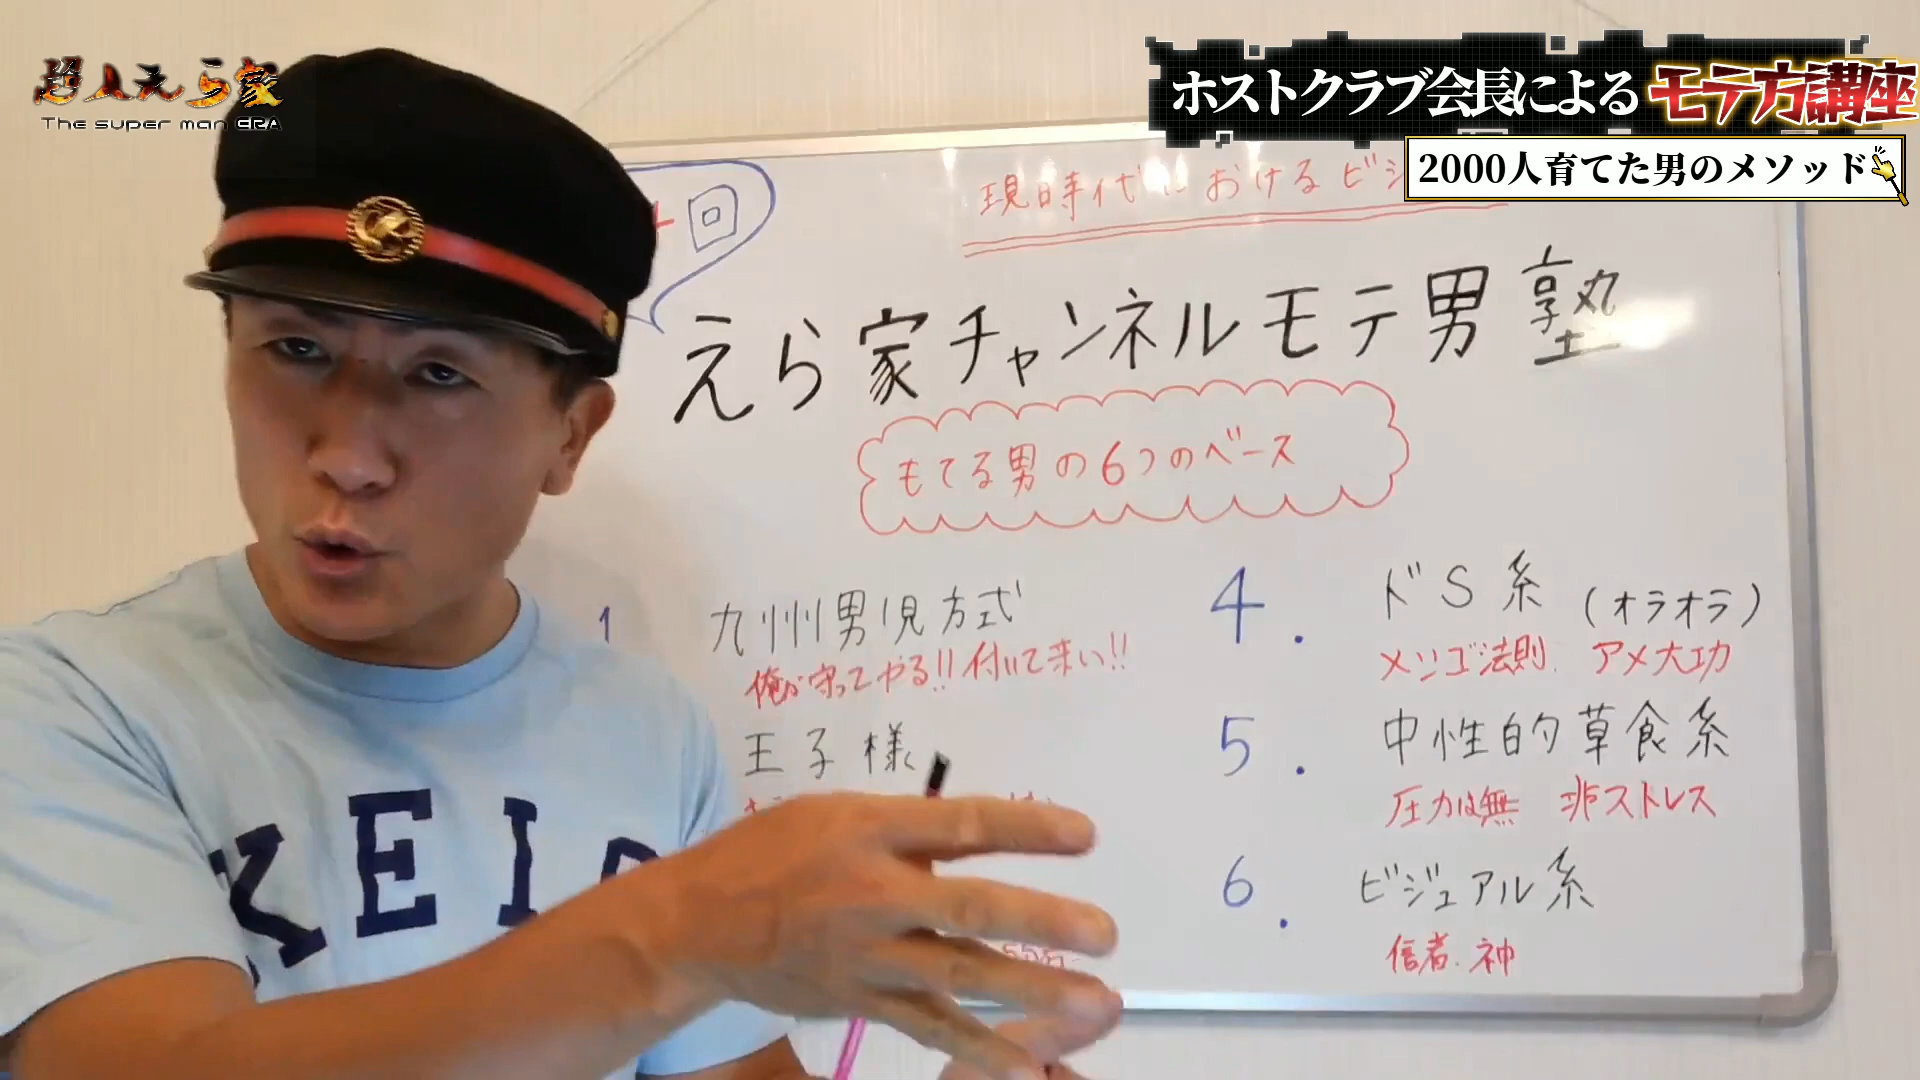 超人えら家
The super man ERA
ホストクラブ会長によるモテ方講座
2000人育てた男のメソッド
回
現時代におけるビジ
えら家チャンネルモテ男塾
もてる男の6つのベース
1 九州男児方式
俺が守ってやる!!付いて来い!!
王子様
4. ドS系(オラオラ)
メンゴ法則. アメ大功
5. 中性的草食系
圧力は無 非ストレス
6. ビジュアル系
信者. 神
KEIO